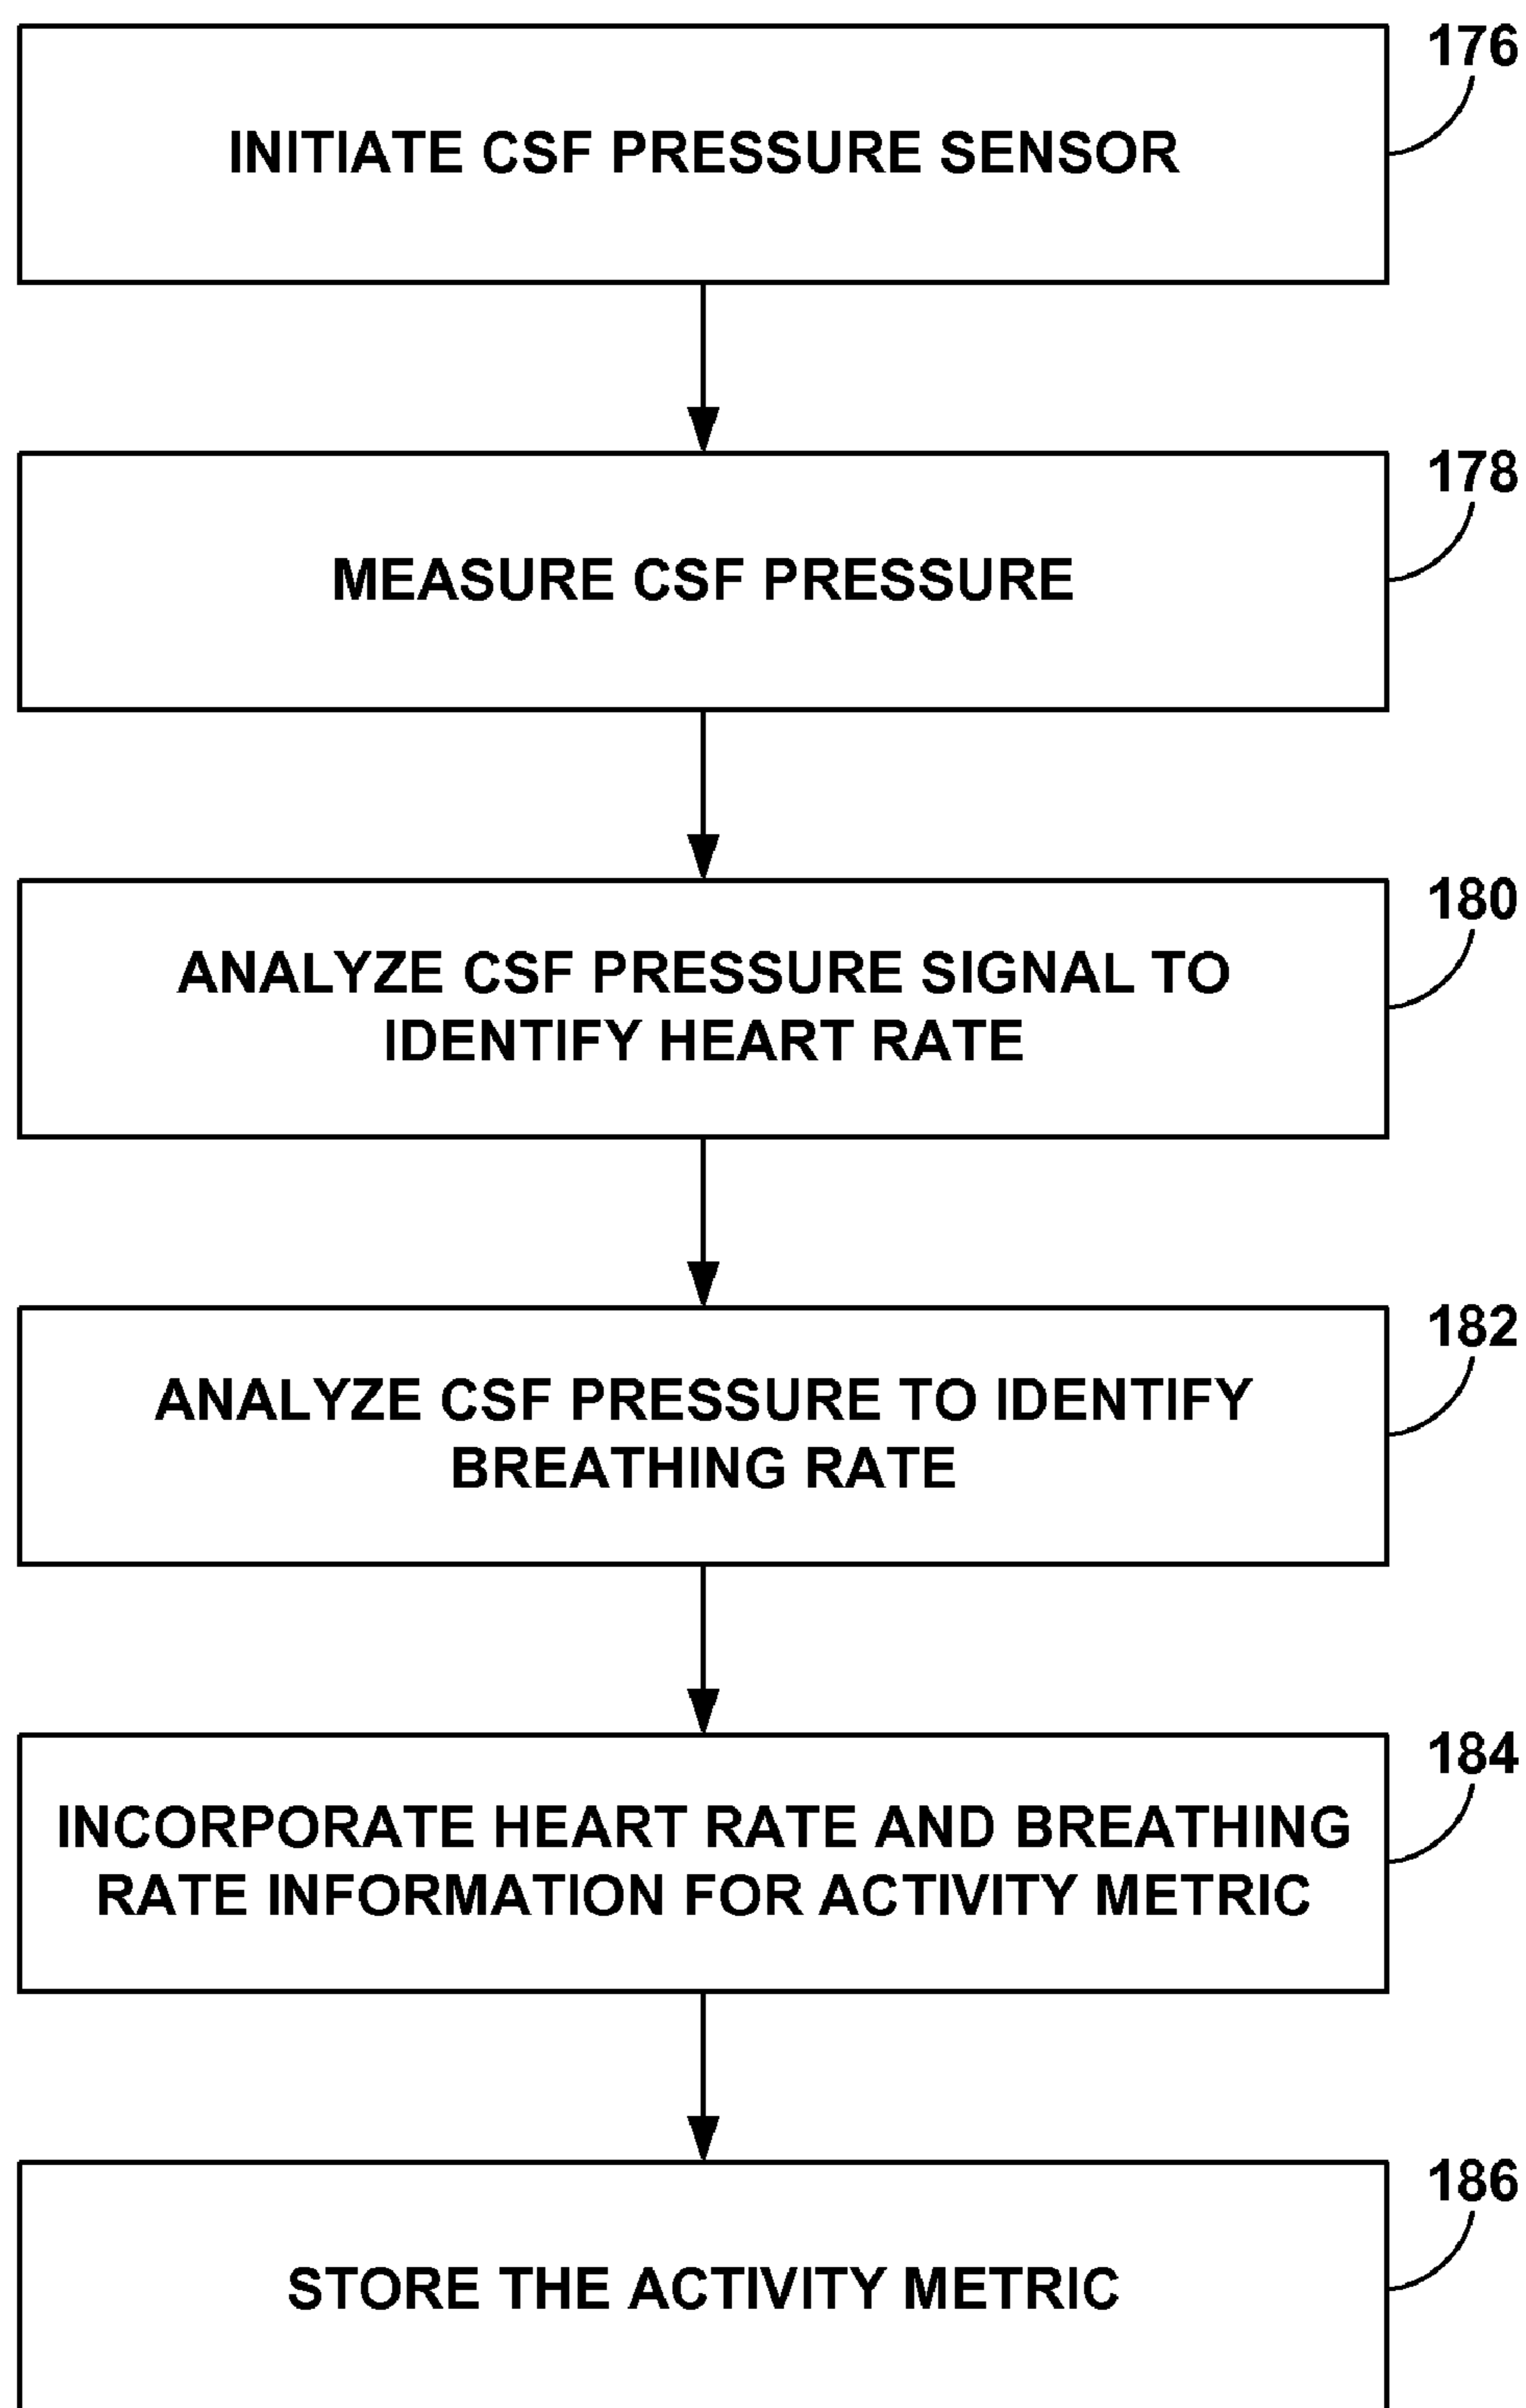 176
INITIATE CSF PRESSURE SENSOR
178
MEASURE CSF PRESSURE
180
ANALYZE CSF PRESSURE SIGNAL TO
IDENTIFY HEART RATE
182
ANALYZE CSF PRESSURE TO IDENTIFY
BREATHING RATE
184
INCORPORATE HEART RATE AND BREATHING
RATE INFORMATION FOR ACTIVITY METRIC
186
STORE THE ACTIVITY METRIC